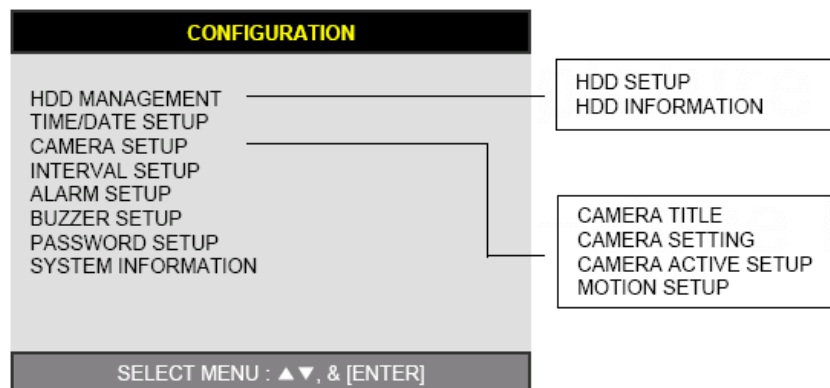 CONFIGURATION
HDD MANAGEMENT
TIME/DATE SETUP
CAMERA SETUP
INTERVAL SETUP
ALARM SETUP
BUZZER SETUP
PASSWORD SETUP
SYSTEM INFORMATION
SELECT MENU : ▲▼, & [ENTER]
HDD SETUP
HDD INFORMATION
CAMERA TITLE
CAMERA SETTING
CAMERA ACTIVE SETUP
MOTION SETUP